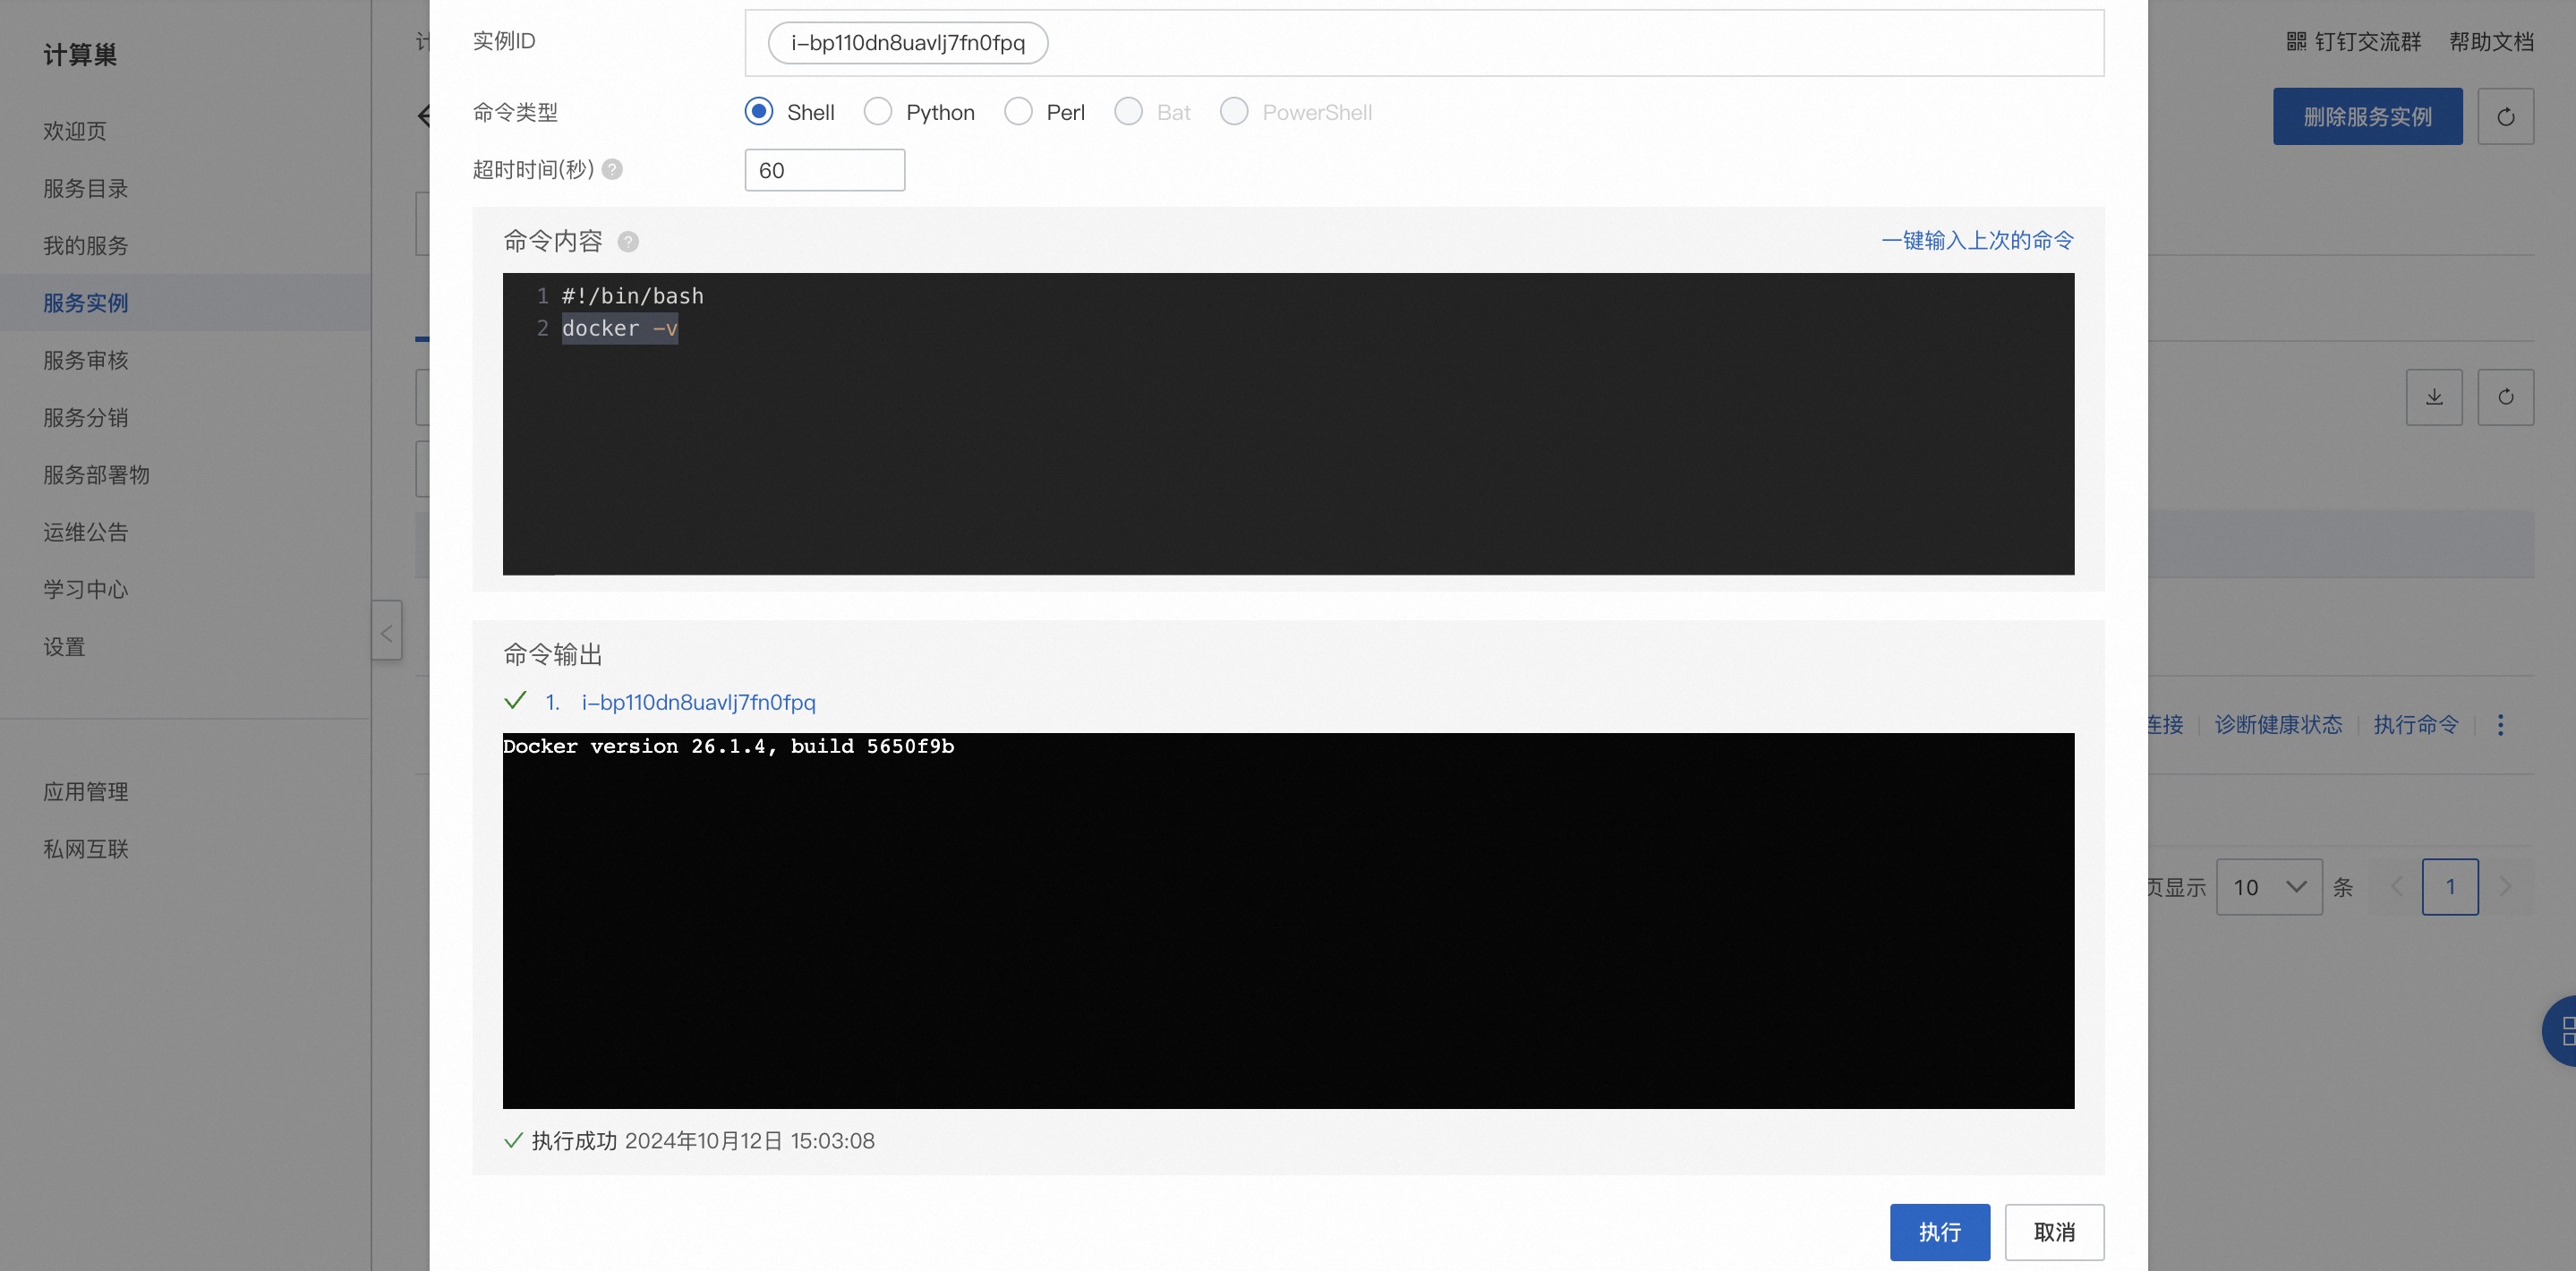 计算巢
欢迎页
服务目录
我的服务
服务实例
服务审核
服务分销
服务部署物
运维公告
学习中心
设置
应用管理
私网互联
钉钉交流群 帮助文档
删除服务实例
实例ID i-bp110dn8uavlj7fn0fpq
命令类型 Shell Python Perl Bat PowerShell
超时时间(秒) ? 60
命令内容 ? 一键输入上次的命令
1 #!/bin/bash
2 docker -v
命令输出
1. i-bp110dn8uavlj7fn0fpq
Docker version 26.1.4, build 5650f9b
执行成功 2024年10月12日 15:03:08
执行 取消
连接 诊断健康状态 执行命令
页显示 10 条 1